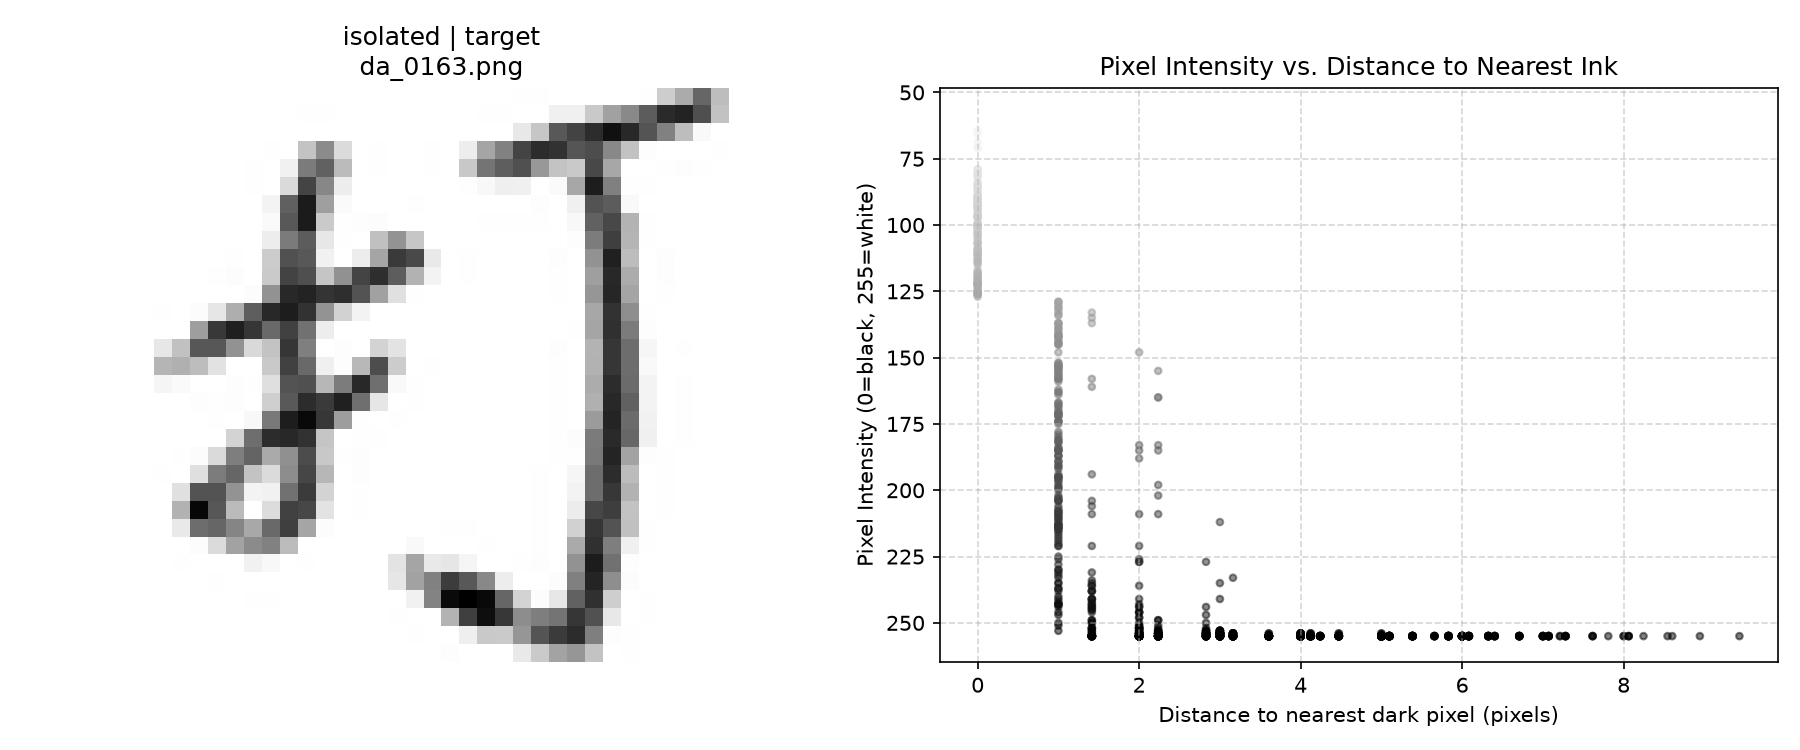 isolated | target
da_0163.png
Pixel Intensity vs. Distance to Nearest Ink
Pixel Intensity (0=black, 255=white)
50
75
100
125
150
175
200
225
250
0 2 4 6 8
Distance to nearest dark pixel (pixels)